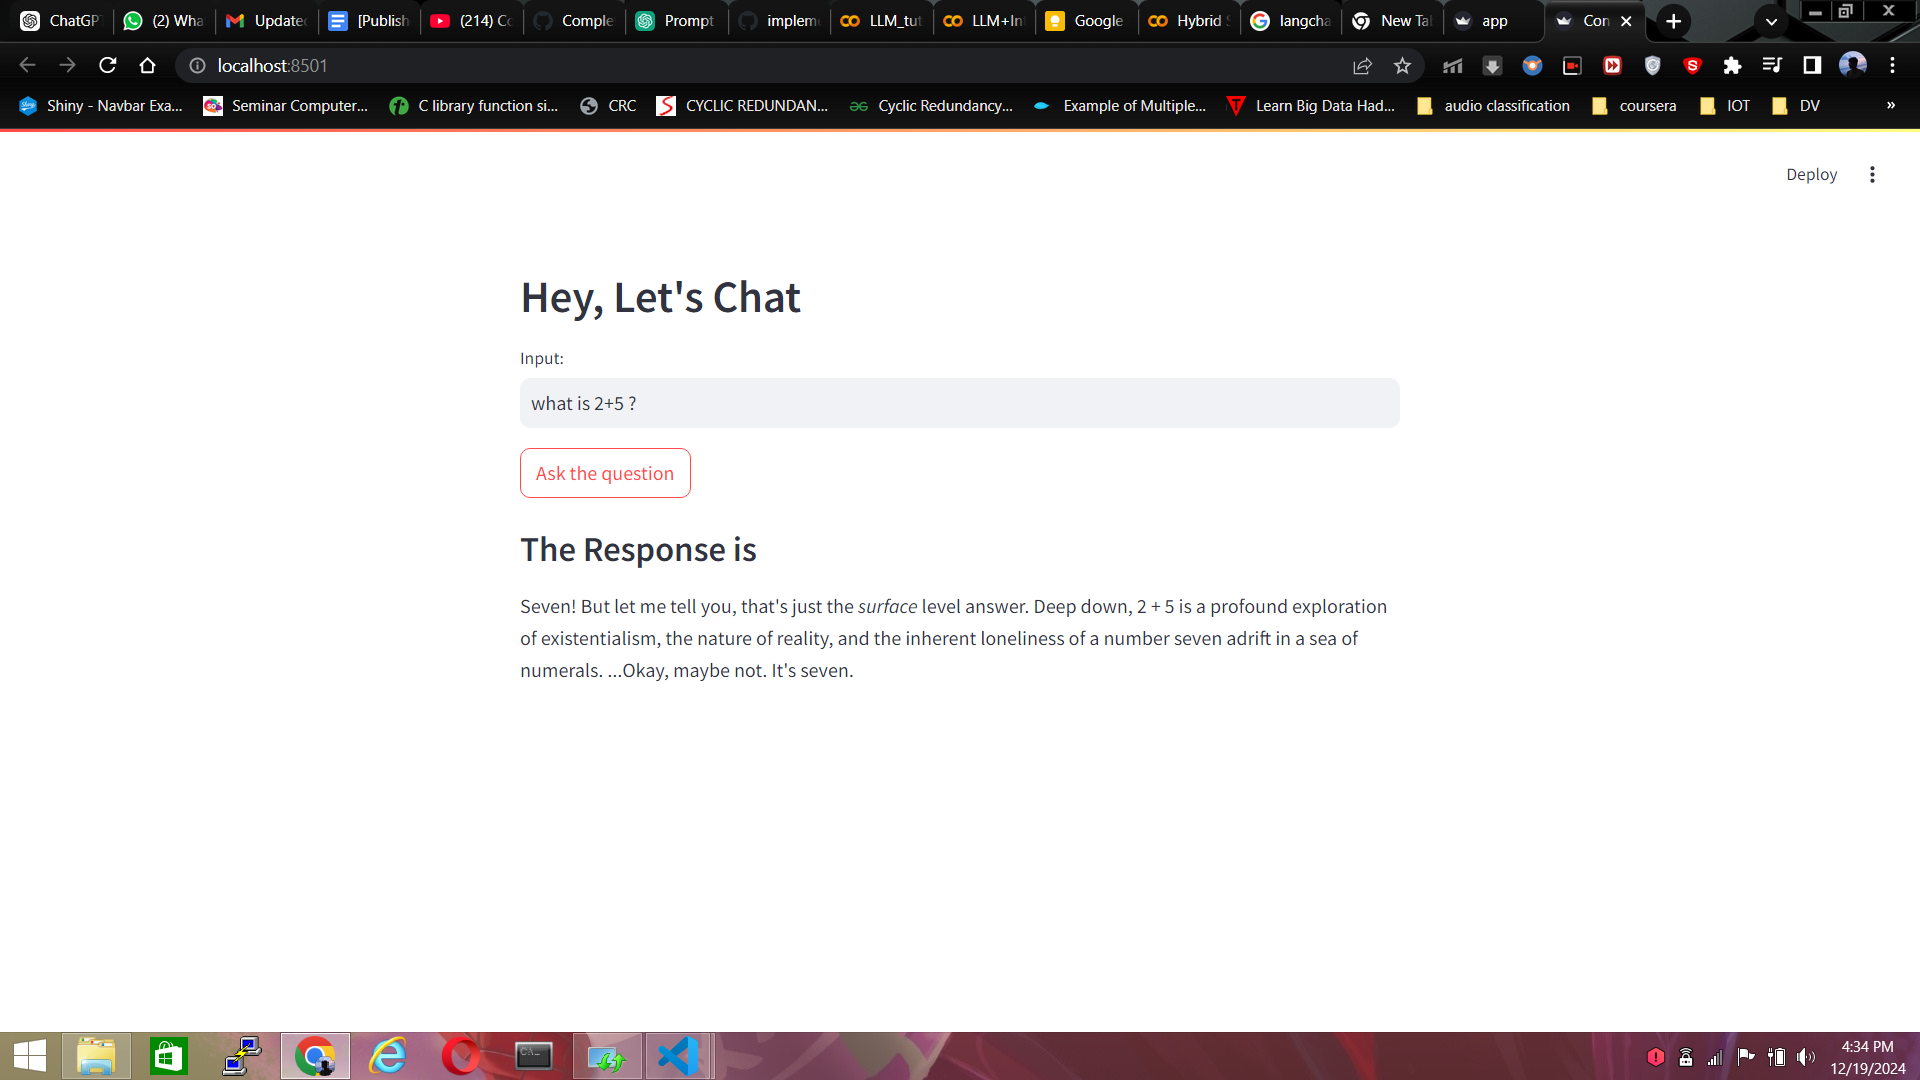 ChatGP (2) Wha Update [Publish (214) Co Comple Prompt implem LLM_tut LLM+In Google Hybrid S langcha New Ta app Con
localhost:8501
Shiny - Navbar Exa... Seminar Computer... C library function si... CRC CYCLIC REDUNDAN... Cyclic Redundancy... Example of Multiple... Learn Big Data Had... audio classification coursera IOT DV »
Deploy
Hey, Let's Chat
Input:
what is 2+5 ?
Ask the question
The Response is
Seven! But let me tell you, that's just the surface level answer. Deep down, 2 + 5 is a profound exploration
of existentialism, the nature of reality, and the inherent loneliness of a number seven adrift in a sea of
numerals. ...Okay, maybe not. It's seven.
4:34 PM
12/19/2024